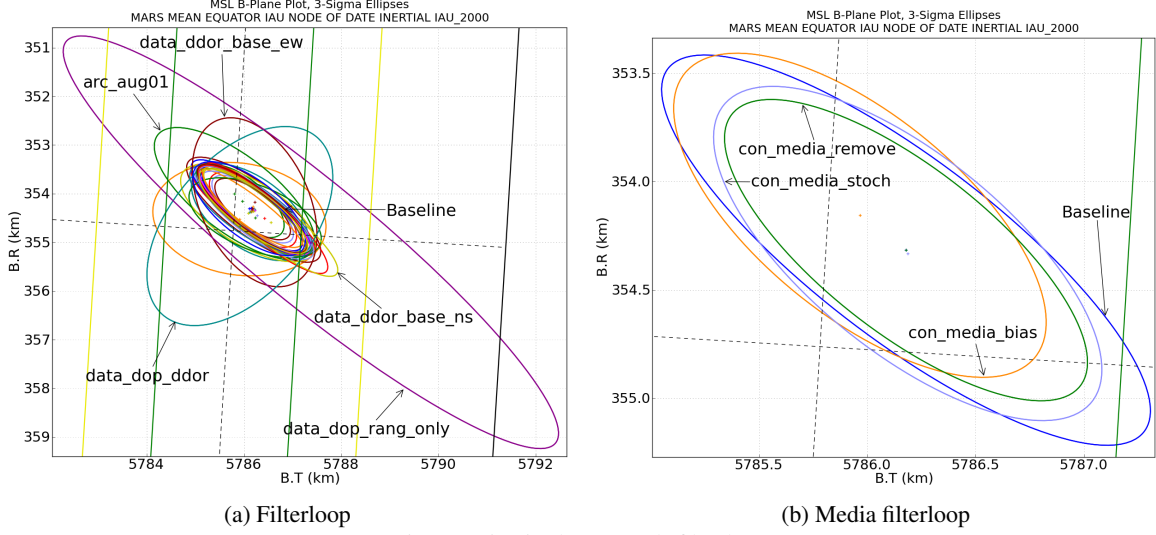 MSL B-Plane Plot, 3-Sigma Ellipses
MARS MEAN EQUATOR IAU NODE OF DATE INERTIAL IAU_2000
351
352
353
354
355
356
357
358
359
B.R (km)
data_ddor_base_ew
arc_aug01
Baseline
data_ddor_base_ns
data_dop_ddor
data_dop_rang_only
5784 5786 5788 5790 5792
B.T (km)
(a) Filterloop
MSL B-Plane Plot, 3-Sigma Ellipses
MARS MEAN EQUATOR IAU NODE OF DATE INERTIAL IAU_2000
353.5
354.0
354.5
355.0
B.R (km)
con_media_remove
con_media_stoch
Baseline
con_media_bias
5785.5 5786.0 5786.5 5787.0
B.T (km)
(b) Media filterloop